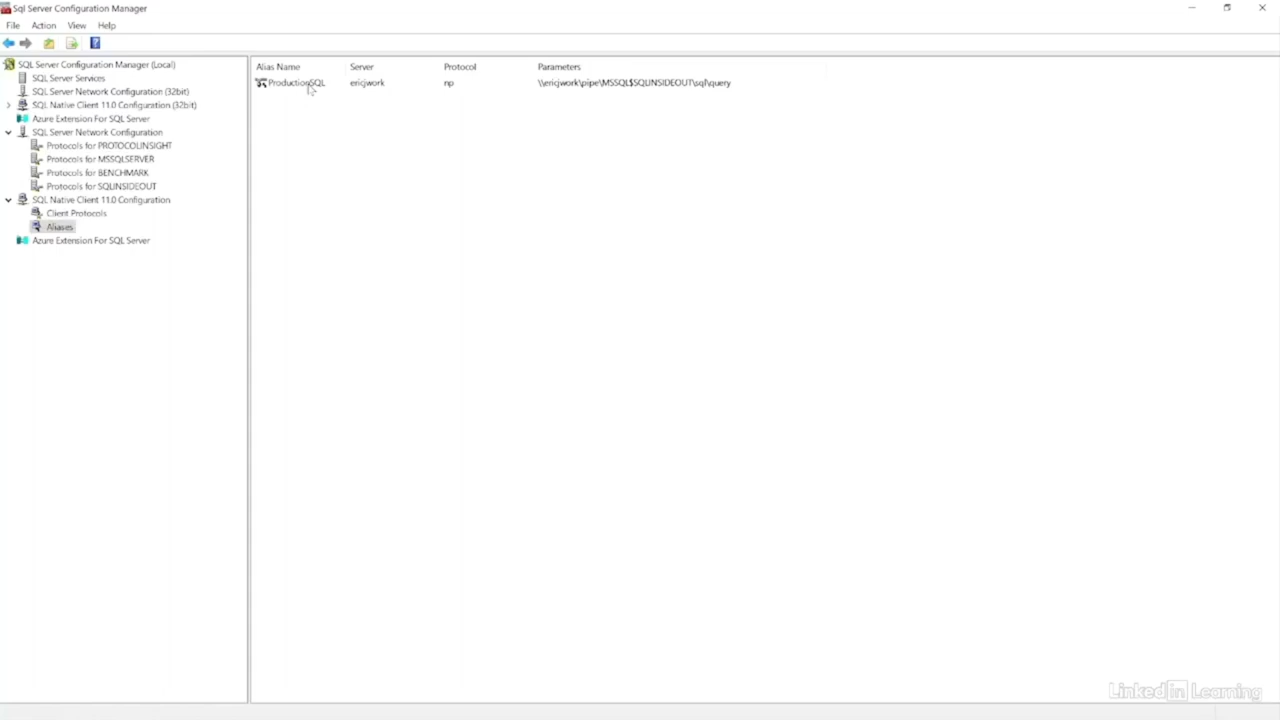 Sql Server Configuration Manager
File Action View Help
SQL Server Configuration Manager (Local)
SQL Server Services
SQL Server Network Configuration (32bit)
SQL Native Client 11.0 Configuration (32bit)
Azure Extension For SQL Server
SQL Server Network Configuration
Protocols for PROTOCOLINSIGHT
Protocols for MSSQLSERVER
Protocols for BENCHMARK
Protocols for SQLINSIDEOUT
SQL Native Client 11.0 Configuration
Client Protocols
Aliases
Azure Extension For SQL Server
Alias Name Server Protocol Parameters
ProductionSQL ericjwork np \\ericjwork\pipe\MSSQL$SQLINSIDEOUT\sql\query
Linked in Learning